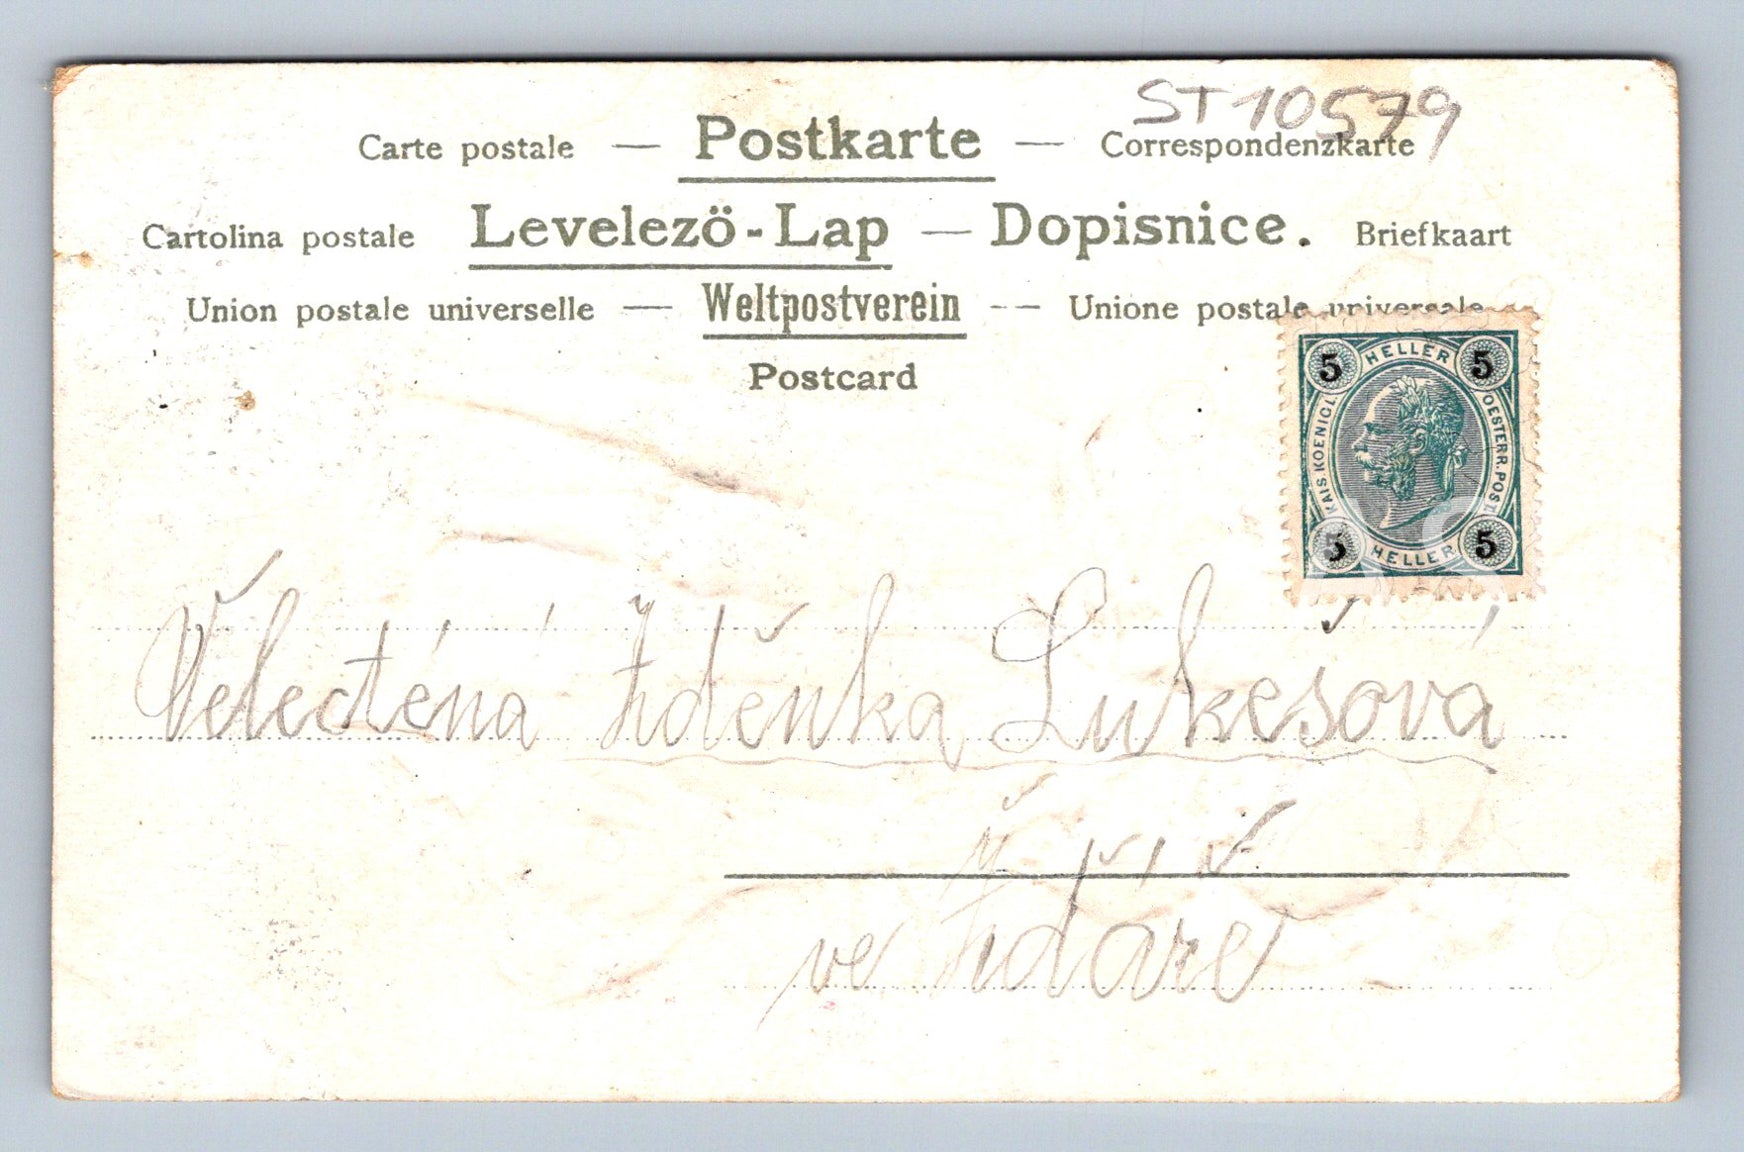 ST10579
Carte postale — Postkarte — Correspondenzkarte
Cartolina postale Levelezö-Lap — Dopisnice. Briefkaart
Union postale universelle — Weltpostverein -- Unione postale universale
Postcard
5 HELLER 5
KAIS. KOENIGL. OESTERR. POST
5 HELLER 5
Velectěná Zděnka Lukešová
ve Ždáře